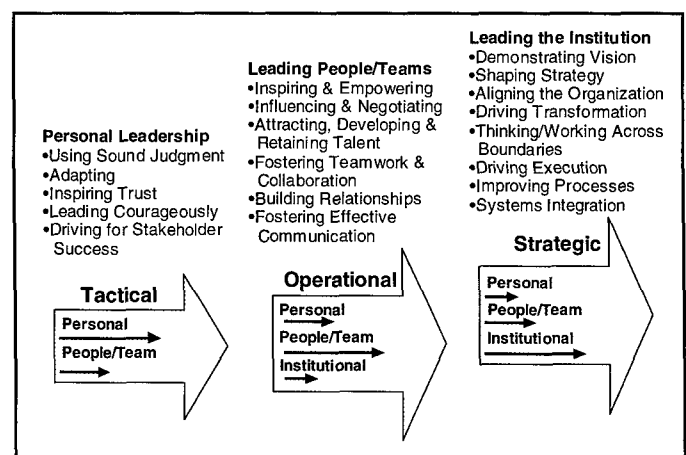 Personal Leadership
•Using Sound Judgment
•Adapting
•Inspiring Trust
•Leading Courageously
•Driving for Stakeholder
Success
Leading People/Teams
•Inspiring & Empowering
•Influencing & Negotiating
•Attracting, Developing &
Retaining Talent
•Fostering Teamwork &
Collaboration
•Building Relationships
•Fostering Effective
Communication
Leading the Institution
•Demonstrating Vision
•Shaping Strategy
•Aligning the Organization
•Driving Transformation
•Thinking/Working Across
Boundaries
•Driving Execution
•Improving Processes
•Systems Integration
Tactical
Personal
People/Team
Operational
Personal
People/Team
Institutional
Strategic
Personal
People/Team
Institutional